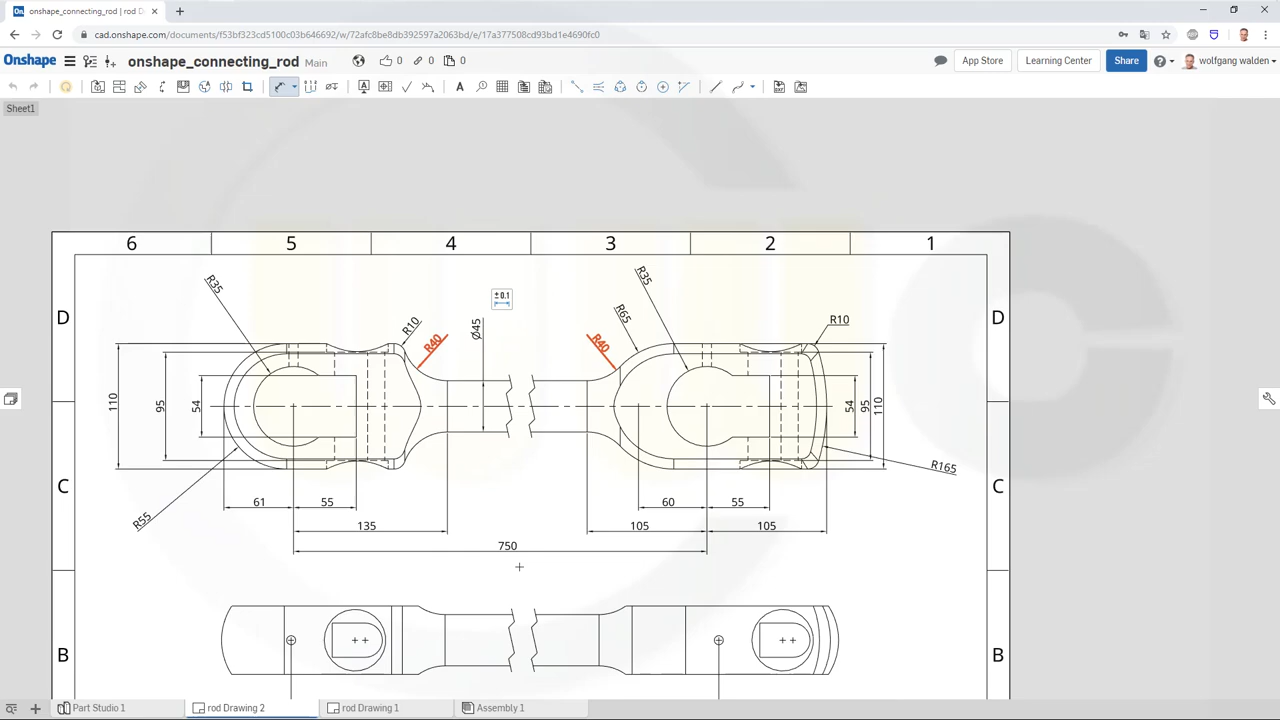 onshape_connecting_rod | rod D
cad.onshape.com/documents/f53bf323cd5100c03b646692/w/72afc8be8db392597a2063bd/e/17a377508cd93bd1e4690fc0
On. Onshape onshape_connecting_rod Main 0 0 0 App Store Learning Center Share wolfgang walden
Sheet1
6 5 4 3 2 1
R35 R35
± 0.1
D R10 R40 Ø45 R40 R65 R10 D
110 95 54 54 95 110
C R165 C
61 55 60 55
R55 135 105 105
750
B B
Part Studio 1 rod Drawing 2 rod Drawing 1 Assembly 1